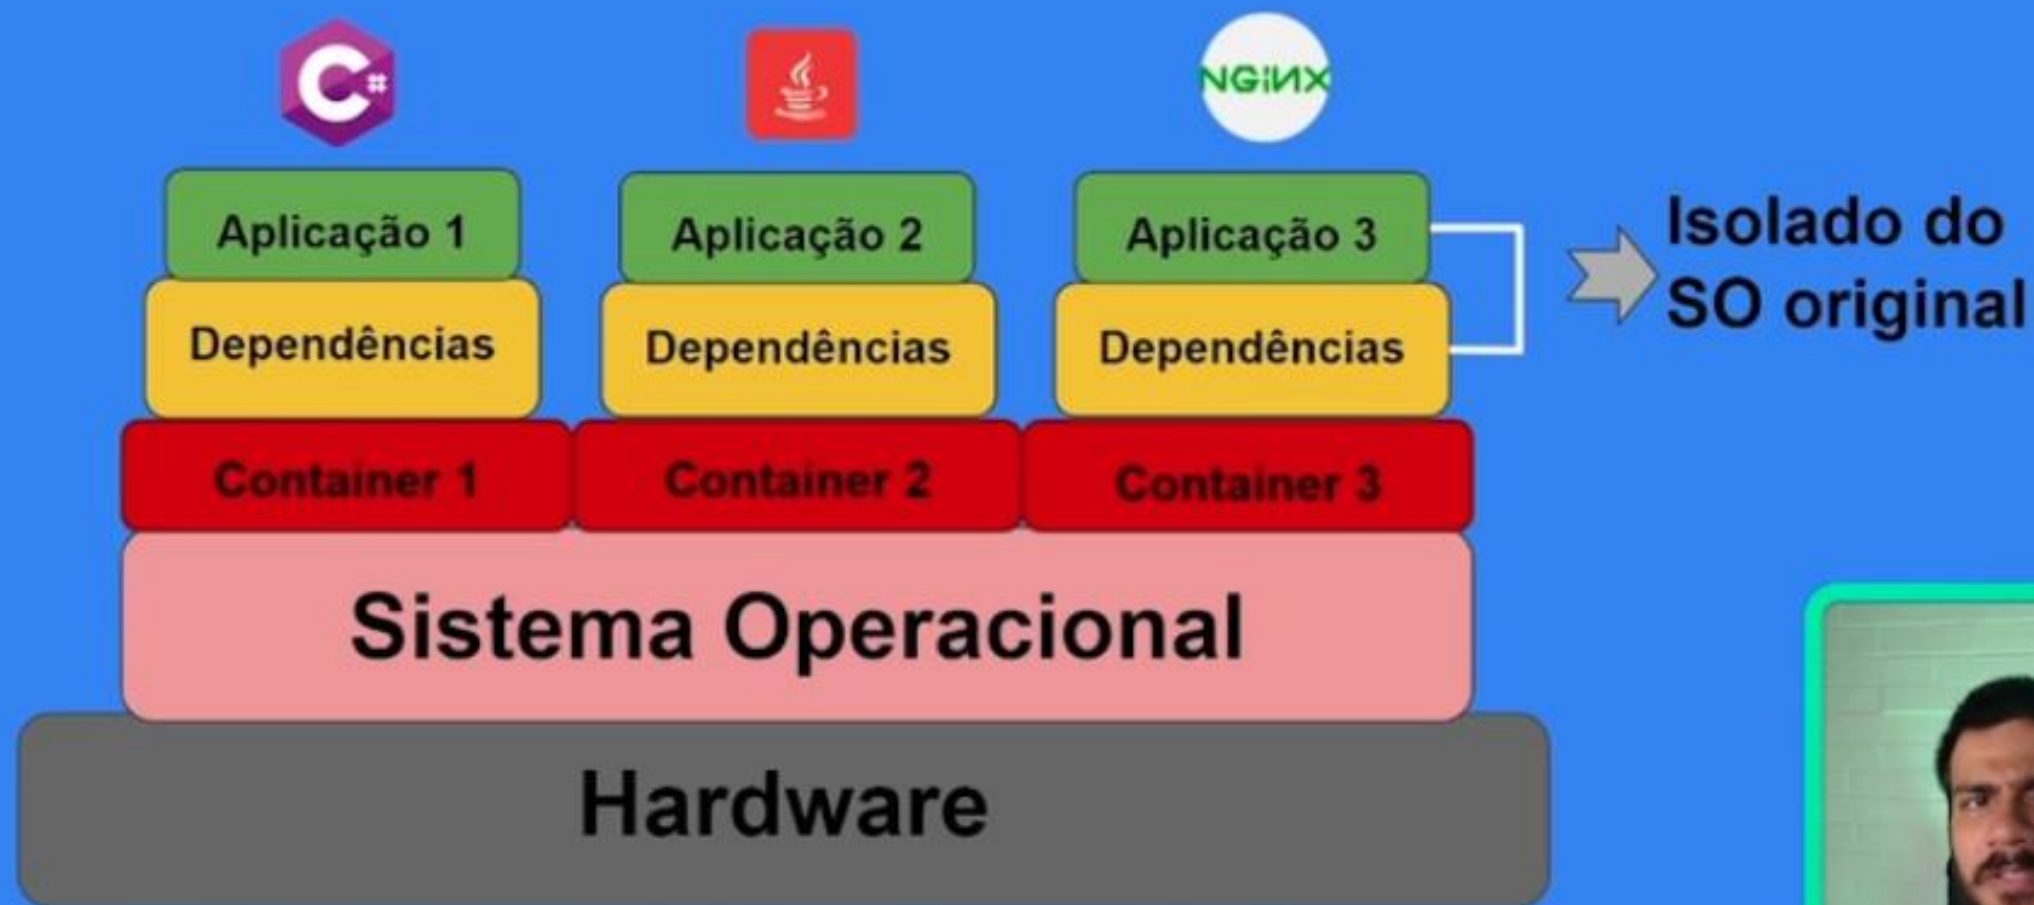 C#
NGiNX
Aplicação 1
Aplicação 2
Aplicação 3
Isolado do
SO original
Dependências
Dependências
Dependências
Container 1
Container 2
Container 3
Sistema Operacional
Hardware